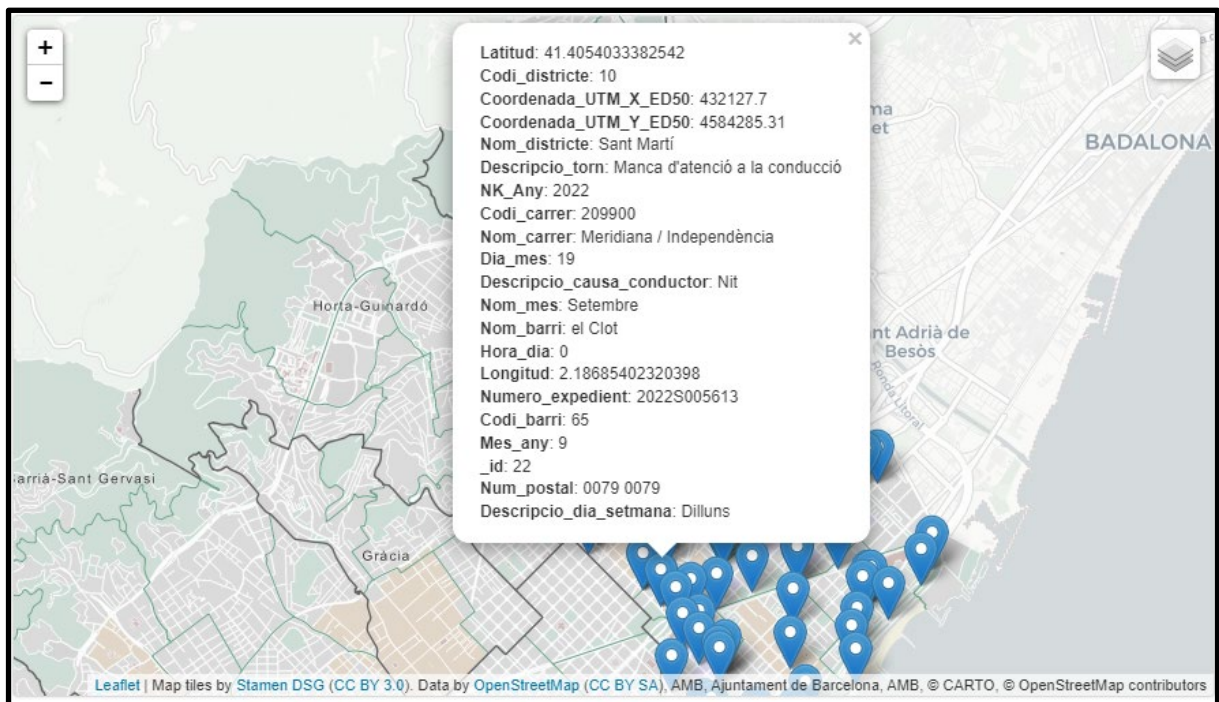 +
−
×
Latitud: 41.4054033382542
Codi_districte: 10
Coordenada_UTM_X_ED50: 432127.7
Coordenada_UTM_Y_ED50: 4584285.31
Nom_districte: Sant Martí
Descripcio_torn: Manca d'atenció a la conducció
NK_Any: 2022
Codi_carrer: 209900
Nom_carrer: Meridiana / Independència
Dia_mes: 19
Descripcio_causa_conductor: Nit
Nom_mes: Setembre
Nom_barri: el Clot
Hora_dia: 0
Longitud: 2.18685402320398
Numero_expedient: 2022S005613
Codi_barri: 65
Mes_any: 9
_id: 22
Num_postal: 0079 0079
Descripcio_dia_setmana: Dilluns
ma
et
BADALONA
Horta-Guinardó
nt Adrià de
Besòs
Ronda Litoral
arrià-Sant Gervasi
Gràcia
Leaflet | Map tiles by Stamen DSG (CC BY 3.0). Data by OpenStreetMap (CC BY SA), AMB, Ajuntament de Barcelona, AMB, © CARTO, © OpenStreetMap contributors